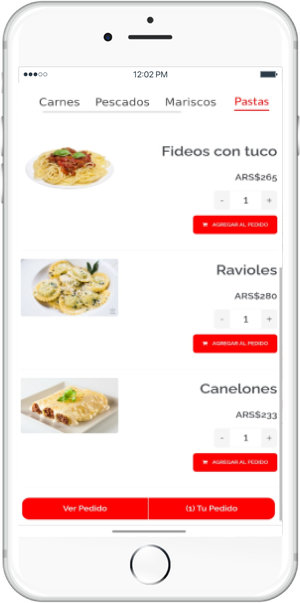 12:02 PM
Carnes Pescados Mariscos Pastas
Fideos con tuco
ARS$265
- 1 +
AGREGAR AL PEDIDO
Ravioles
ARS$280
- 1 +
AGREGAR AL PEDIDO
Canelones
ARS$233
- 1 +
AGREGAR AL PEDIDO
Ver Pedido (1) Tu Pedido